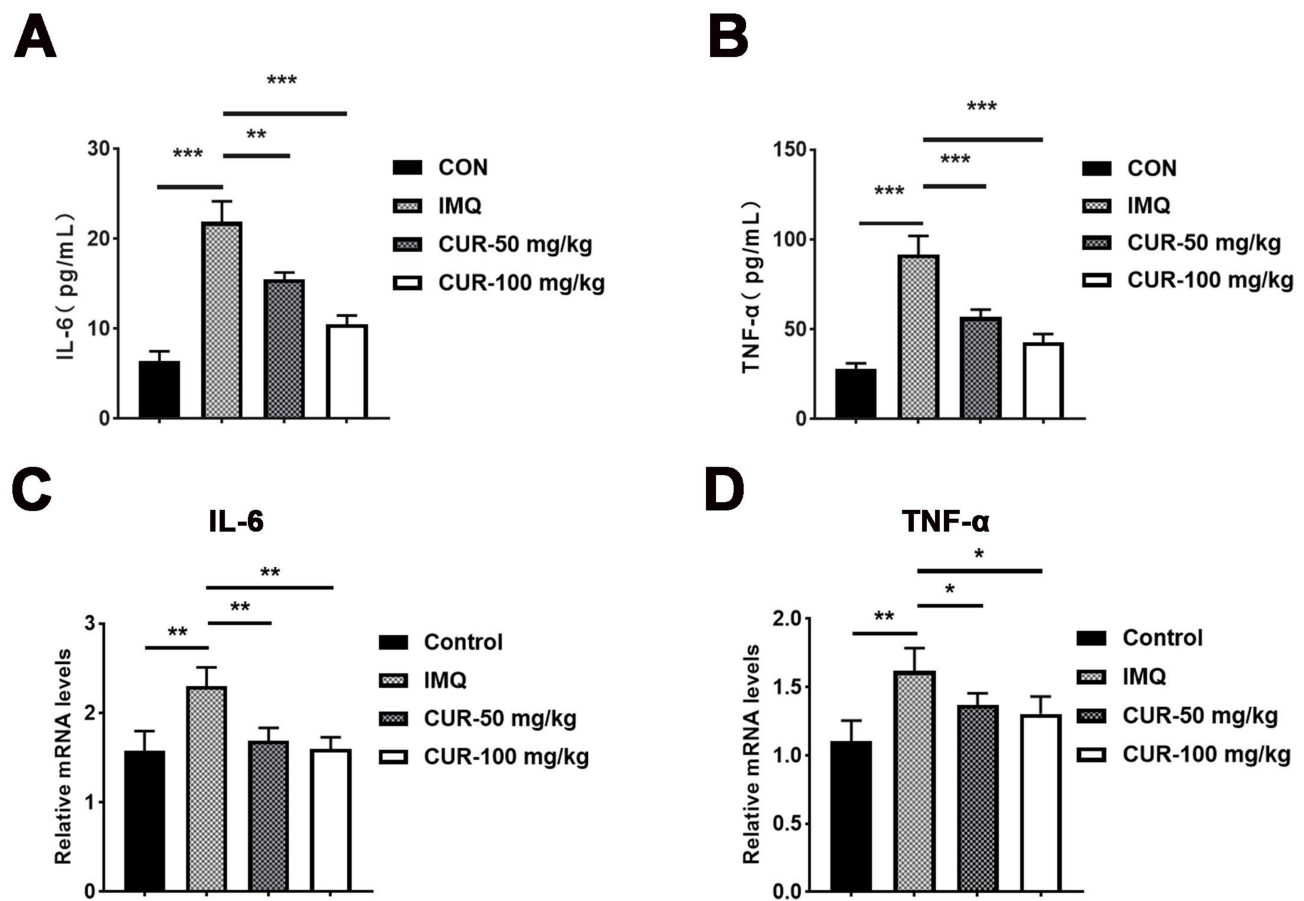 A
***
***
**
***
30
20
10
0
IL-6( pg/mL)
CON
IMQ
CUR-50 mg/kg
CUR-100 mg/kg
B
***
***
***
150
100
50
0
TNF-α( pg/mL)
CON
IMQ
CUR-50 mg/kg
CUR-100 mg/kg
C
IL-6
**
**
**
3
2
1
0
Relative mRNA levels
Control
IMQ
CUR-50 mg/kg
CUR-100 mg/kg
D
TNF-α
*
*
**
2.0
1.5
1.0
0.5
0.0
Relative mRNA levels
Control
IMQ
CUR-50 mg/kg
CUR-100 mg/kg